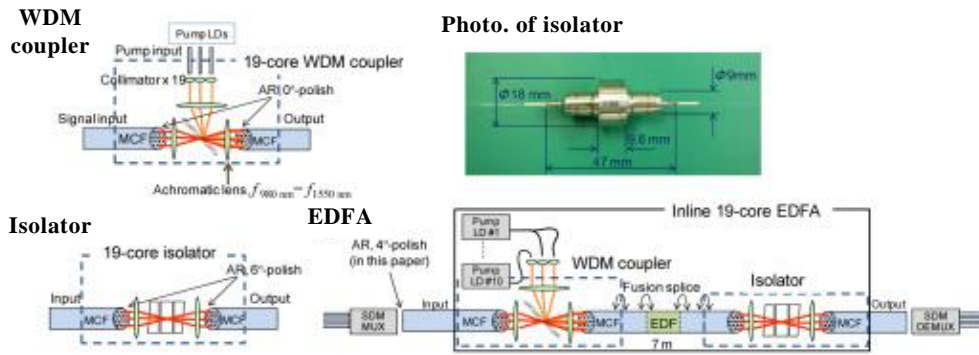 WDM
coupler
Pump LDs
Pump input
19-core WDM coupler
Collimator x 19
AR, 0°-polish
Signal input
Output
MCF
MCF
Achromatic lens, f 980 nm= f1550 nm
Photo. of isolator
Φ18 mm
Φ9mm
9.6 mm
47 mm
Isolator
19-core isolator
AR, 6°-polish
Input
Output
MCF
MCF
EDFA
Inline 19-core EDFA
Pump
LD #1
Pump
LD #10
AR, 4°-polish
(in this paper)
WDM coupler
Isolator
Fusion splice
Input
Output
SDM
MUX
MCF
MCF
EDF
7 m
MCF
MCF
SDM
DEMUX